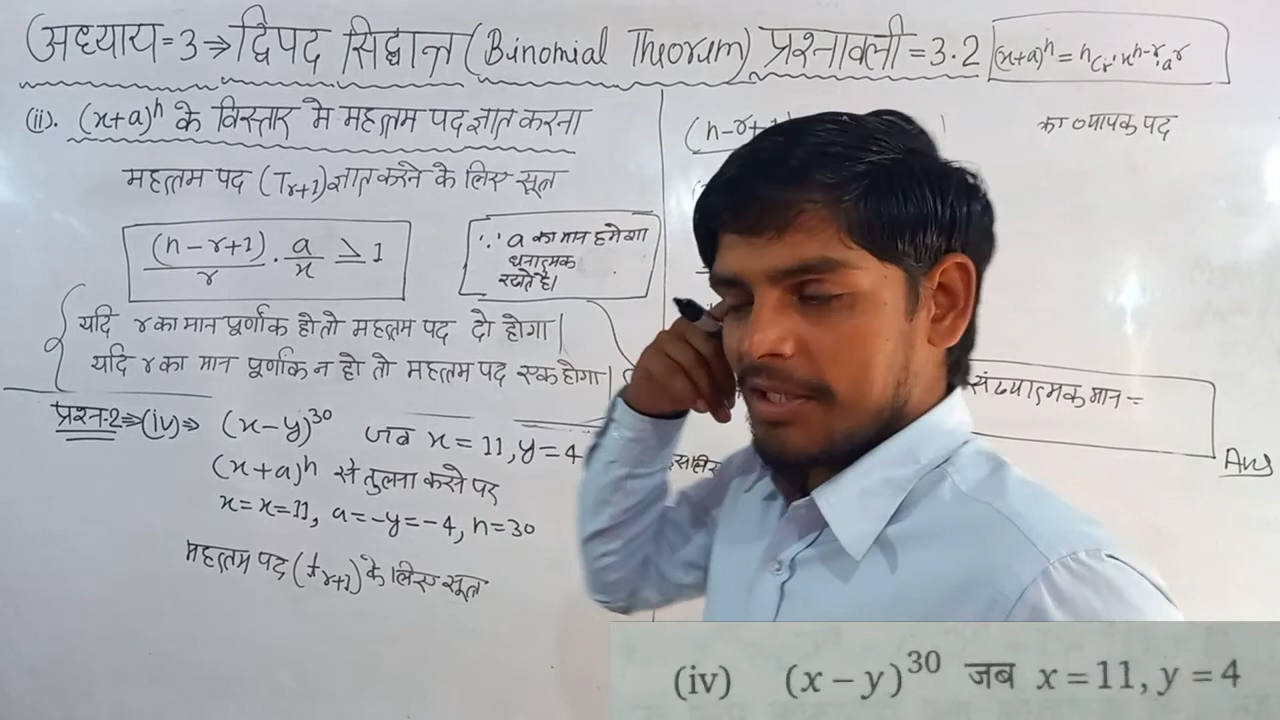 (अध्याय=3⇒द्विपद सिद्धान्त (Binomial Theorem) प्रश्नावली=3.2
(x+a)^n = nCr. x^n-r. a^r
(ii). (x+a)^n के विस्तार मे महत्तम पद ज्ञात करना
महत्तम पद (Tr+1) ज्ञात करने के लिए सूत्र
(n-r+1)/r . a/x ≥ 1
∵ a का मान हमेशा
धनात्मक
रखते है।
यदि r का मान पूर्णांक हो तो महत्तम पद दो होगा।
यदि r का मान पूर्णांक न हो तो महत्तम पद एक होगा।
प्रश्न-2⇒(iv)⇒ (x-y)^30 जब x=11, y=4
(x+a)^n से तुलना करने पर
x=x=11, a=-y=-4, n=30
महत्तम पद (Tr+1) के लिए सूत्र
(n-r+1
का व्यापक पद
संख्यात्मक मान =
Ans
(iv) (x-y)^30 जब x=11, y=4